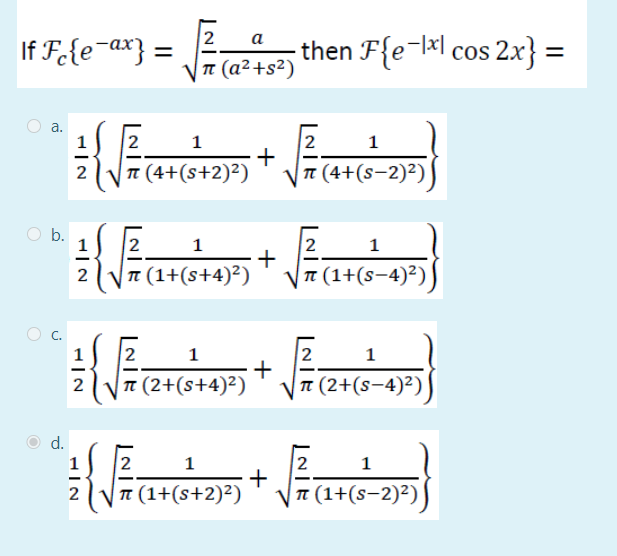 If ℱc{e^−ax} = √(2/π) a/(a²+s²) then F{e^−|x| cos 2x} =
a. 1/2 {√(2/π) 1/(4+(s+2)²) + √(2/π) 1/(4+(s−2)²)}
b. 1/2 {√(2/π) 1/(1+(s+4)²) + √(2/π) 1/(1+(s−4)²)}
c. 1/2 {√(2/π) 1/(2+(s+4)²) + √(2/π) 1/(2+(s−4)²)}
d. 1/2 {√(2/π) 1/(1+(s+2)²) + √(2/π) 1/(1+(s−2)²)}